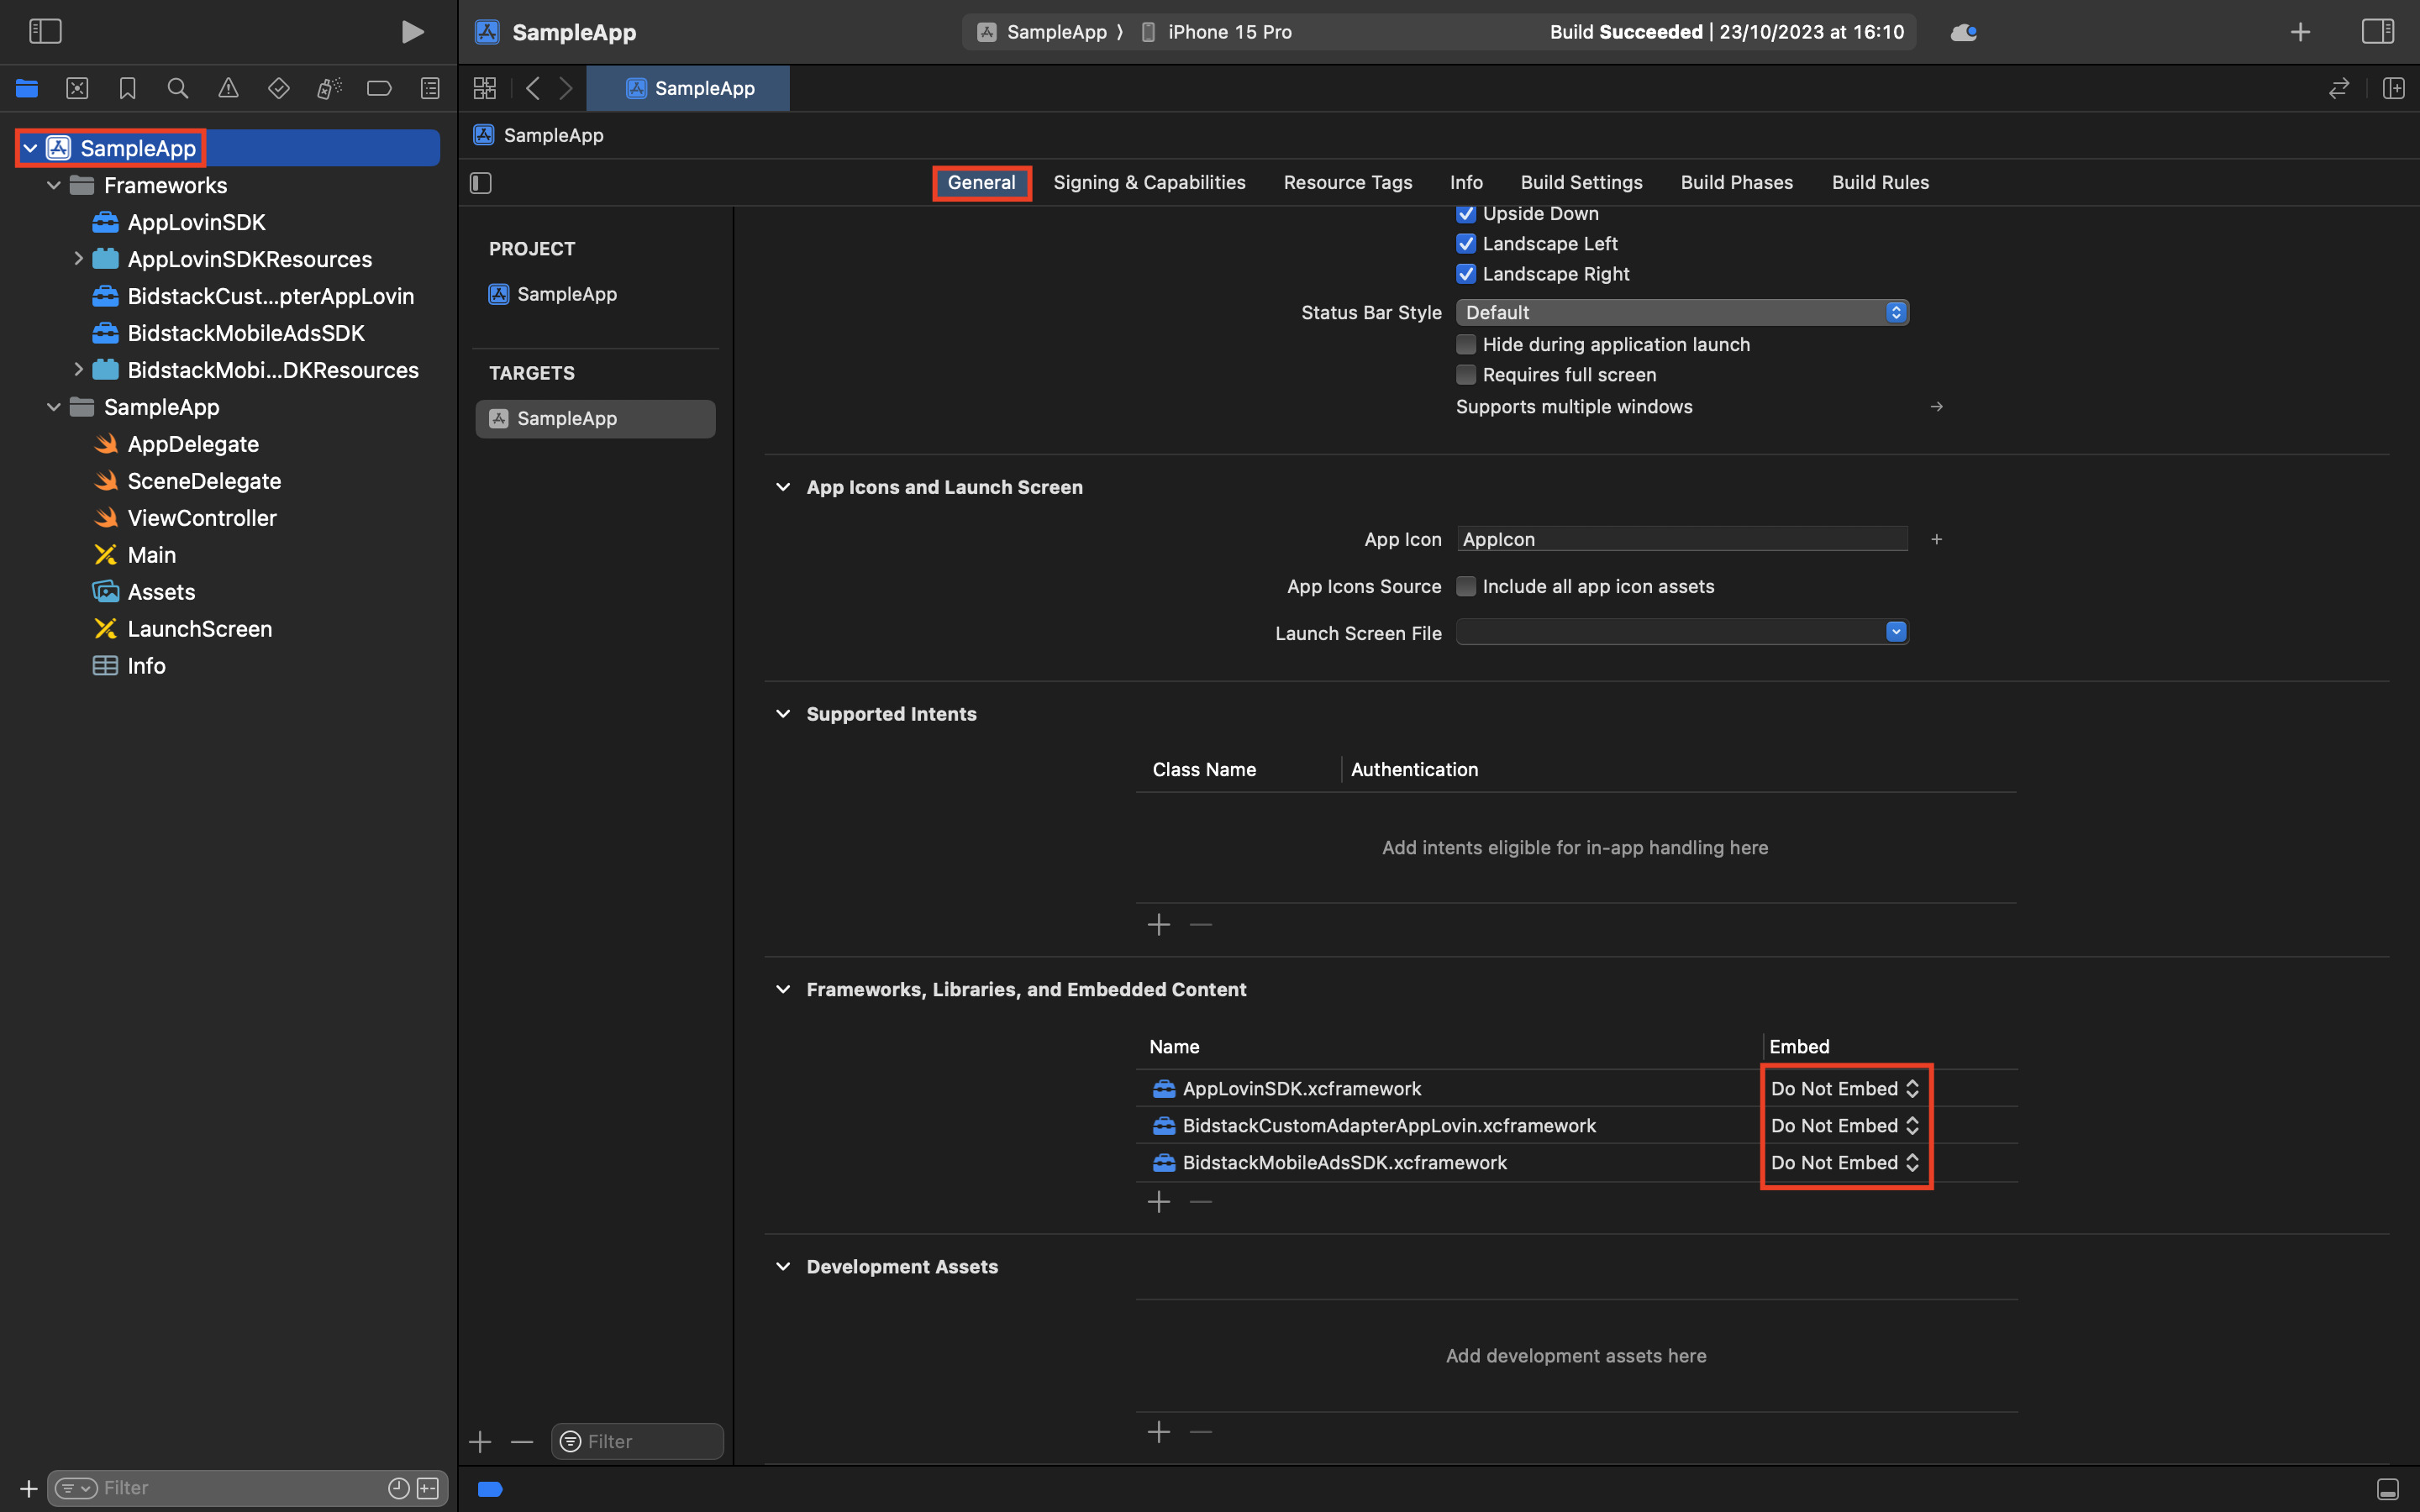 SampleApp
SampleApp ⟩ iPhone 15 Pro
Build Succeeded | 23/10/2023 at 16:10
SampleApp
SampleApp
Frameworks
AppLovinSDK
AppLovinSDKResources
BidstackCust...pterAppLovin
BidstackMobileAdsSDK
BidstackMobi...DKResources
SampleApp
AppDelegate
SceneDelegate
ViewController
Main
Assets
LaunchScreen
Info
Filter
SampleApp
General Signing & Capabilities Resource Tags Info Build Settings Build Phases Build Rules
PROJECT
SampleApp
TARGETS
SampleApp
Filter
Upside Down
Landscape Left
Landscape Right
Status Bar Style Default
Hide during application launch
Requires full screen
Supports multiple windows
App Icons and Launch Screen
App Icon AppIcon
App Icons Source Include all app icon assets
Launch Screen File
Supported Intents
Class Name Authentication
Add intents eligible for in-app handling here
Frameworks, Libraries, and Embedded Content
Name Embed
AppLovinSDK.xcframework Do Not Embed
BidstackCustomAdapterAppLovin.xcframework Do Not Embed
BidstackMobileAdsSDK.xcframework Do Not Embed
Development Assets
Add development assets here